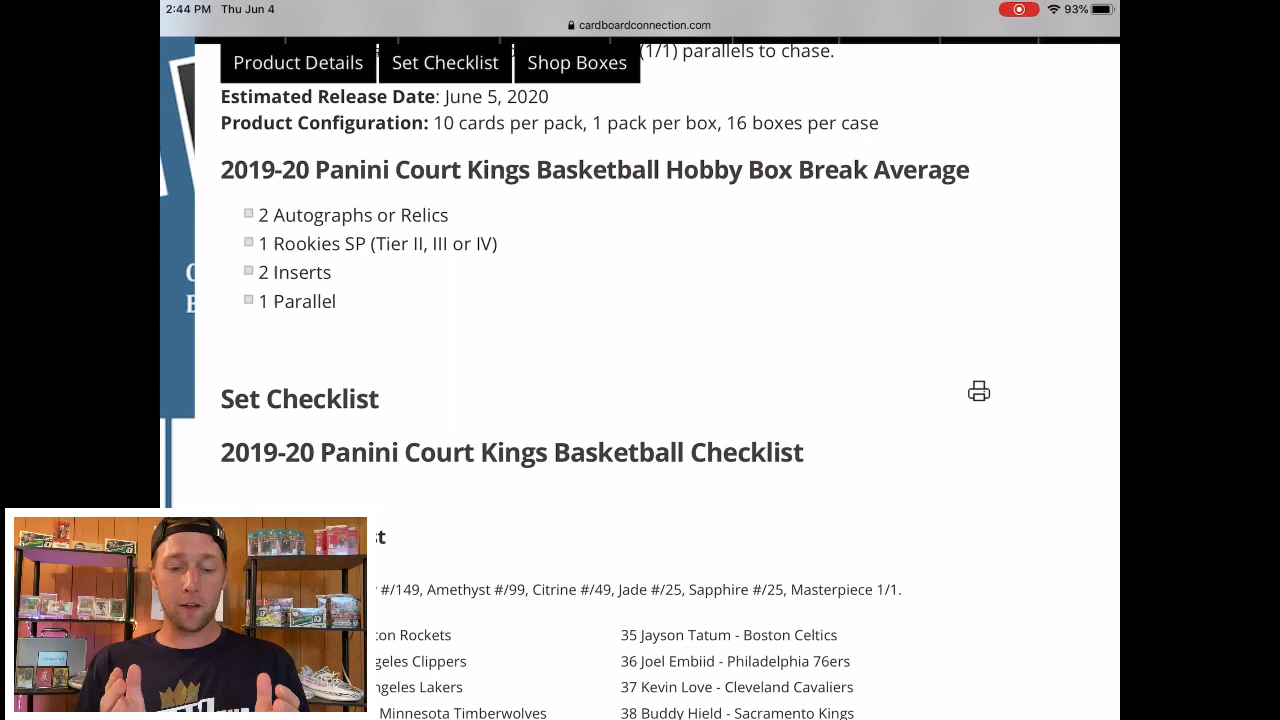 2:44 PM Thu Jun 4
93%
cardboardconnection.com
(1/1) parallels to chase.
Product Details Set Checklist Shop Boxes
Estimated Release Date: June 5, 2020
Product Configuration: 10 cards per pack, 1 pack per box, 16 boxes per case
2019-20 Panini Court Kings Basketball Hobby Box Break Average
2 Autographs or Relics
1 Rookies SP (Tier II, III or IV)
2 Inserts
1 Parallel
Set Checklist
2019-20 Panini Court Kings Basketball Checklist
st
#/149, Amethyst #/99, Citrine #/49, Jade #/25, Sapphire #/25, Masterpiece 1/1.
ton Rockets
geles Clippers
ngeles Lakers
Minnesota Timberwolves
35 Jayson Tatum - Boston Celtics
36 Joel Embiid - Philadelphia 76ers
37 Kevin Love - Cleveland Cavaliers
38 Buddy Hield - Sacramento Kings